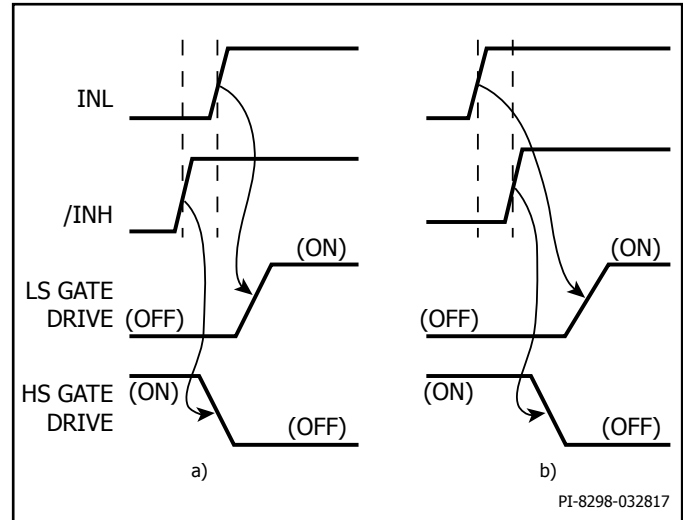 INL
/INH
(ON)
(ON)
LS GATE
DRIVE
(OFF)
(OFF)
HS GATE
DRIVE
(ON)
(ON)
(OFF)
(OFF)
a)
b)
PI-8298-032817